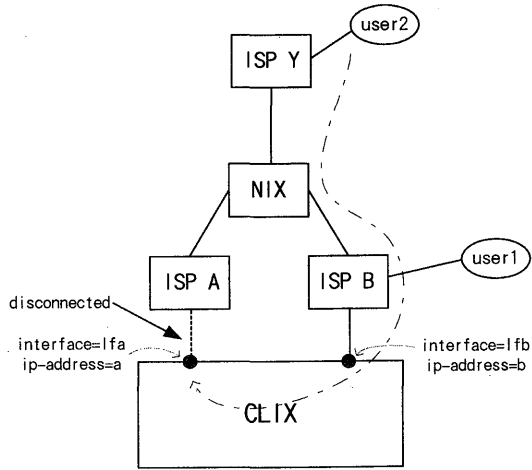 user2
ISP Y
NIX
user1
ISP A
ISP B
disconnected
interface=Ifa
ip-address=a
interface=Ifb
ip-address=b
CLIX